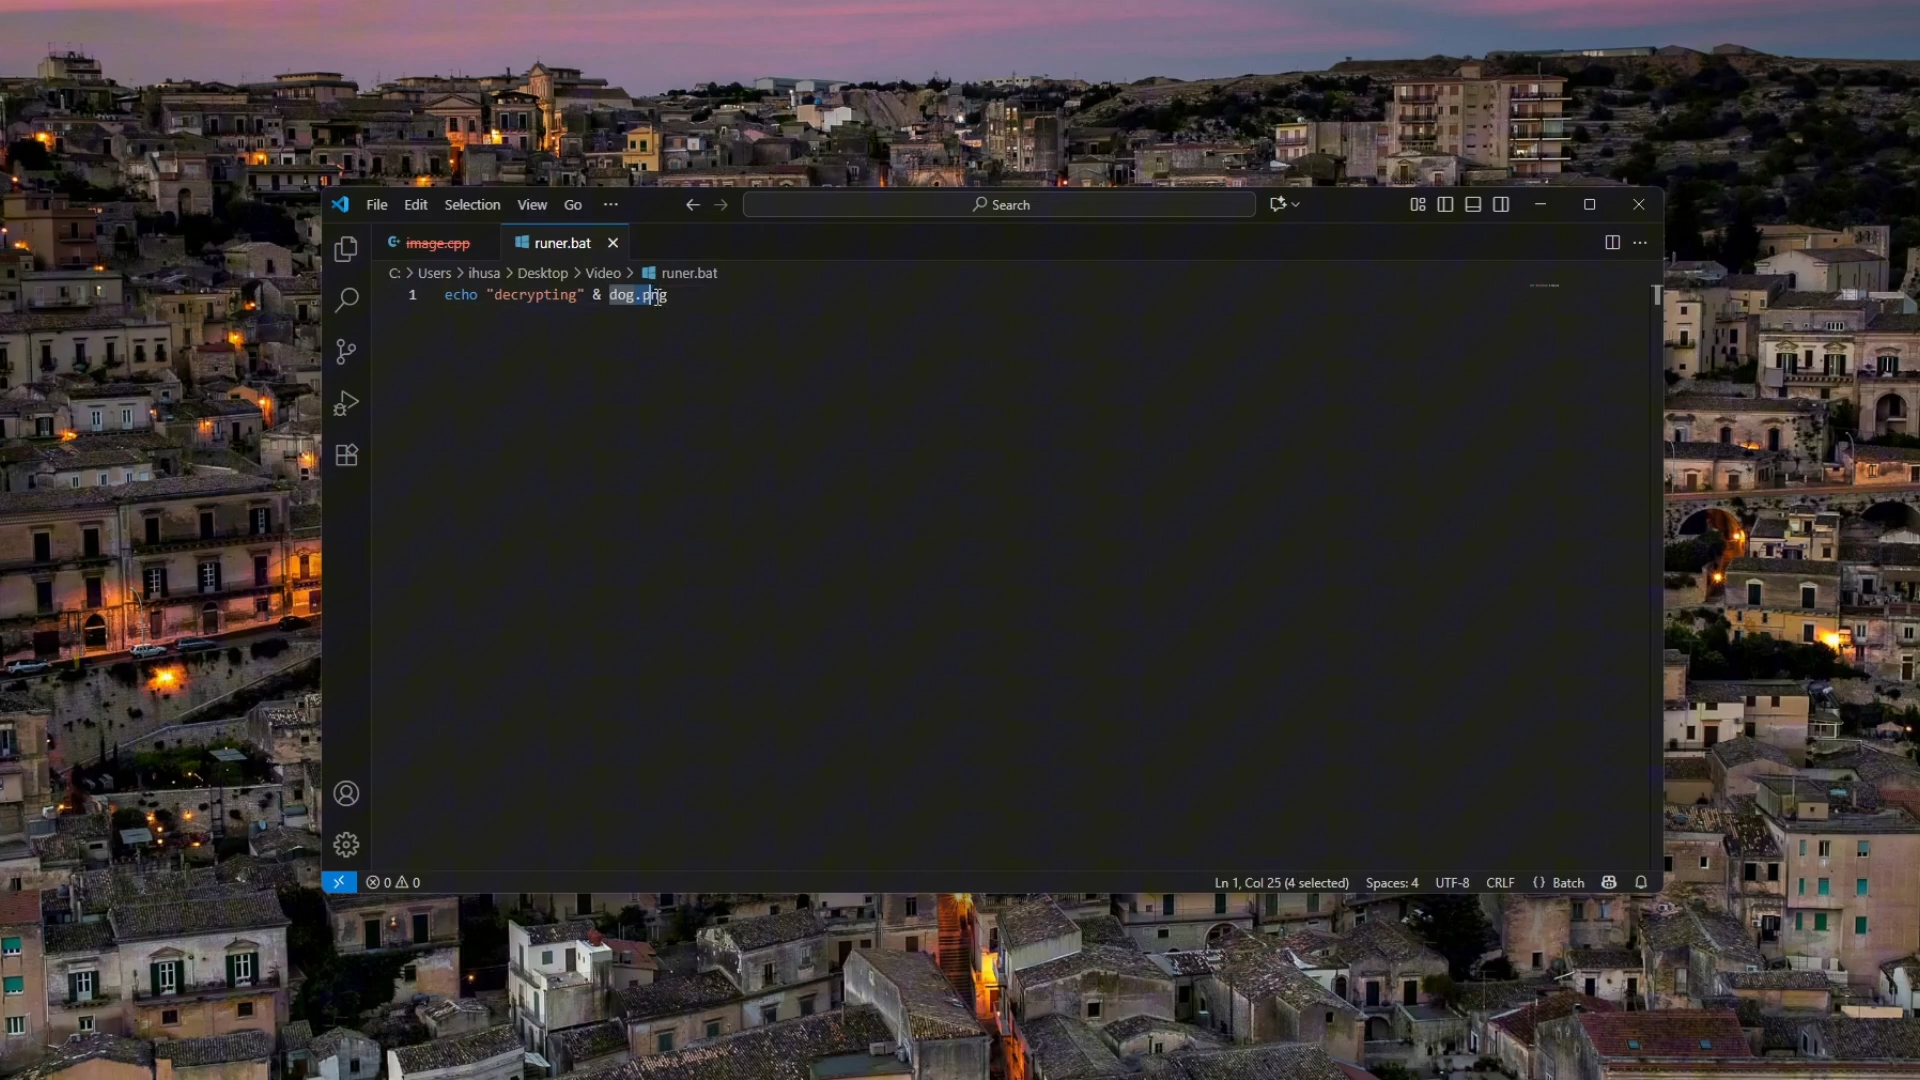 File Edit Selection View Go ··· Search
image.cpp runer.bat
C: > Users > ihusa > Desktop > Video > runer.bat
1 echo "decrypting" & dog.png
0 0 Ln 1, Col 25 (4 selected) Spaces: 4 UTF-8 CRLF {} Batch